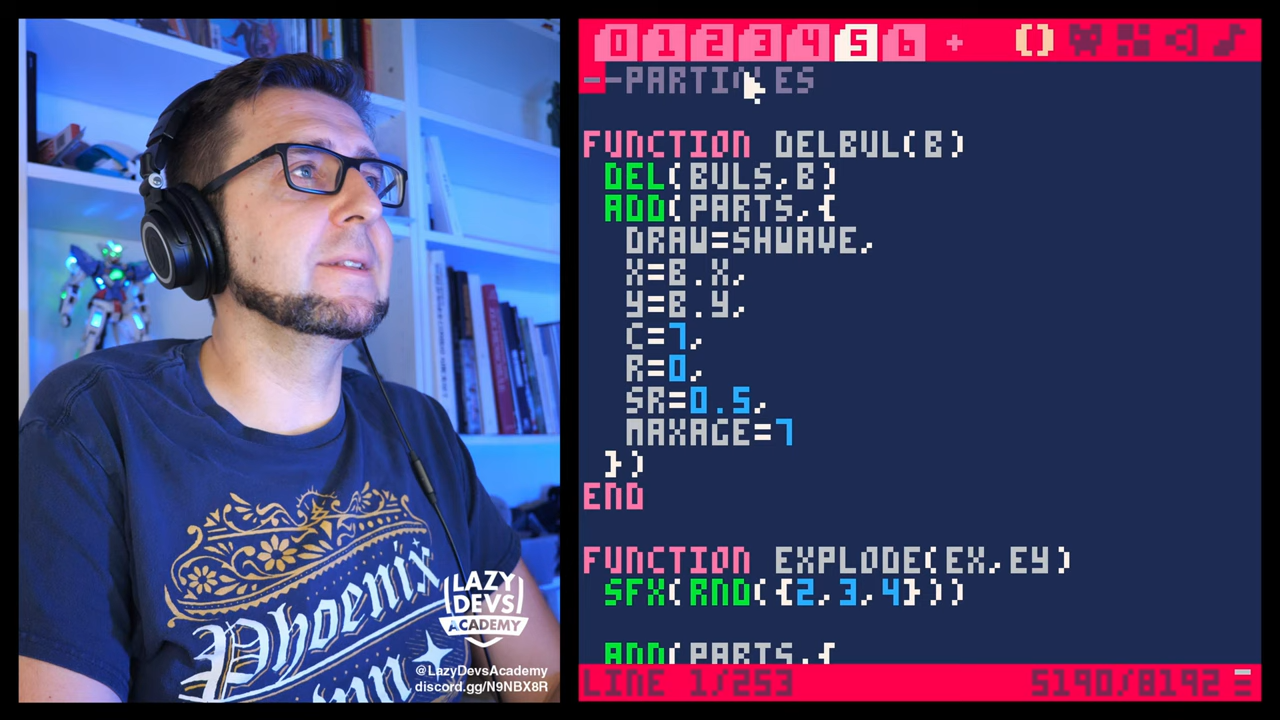 0 1 2 3 4 5 6 + ()
--PARTICLES
FUNCTION DELBUL(B)
DEL(BULS,B)
ADD(PARTS,{
DRAW=SHWAVE,
X=B.X,
Y=B.Y,
C=7,
R=0,
SR=0.5,
MAXAGE=7
})
END
FUNCTION EXPLODE(EX,EY)
SFX(RND({2,3,4}))
ADD(PARTS,{
LINE 1/253
5190/8192
Phoenix
LAZY
DEVS
ACADEMY
@LazyDevsAcademy
discord.gg/N9NBX8R